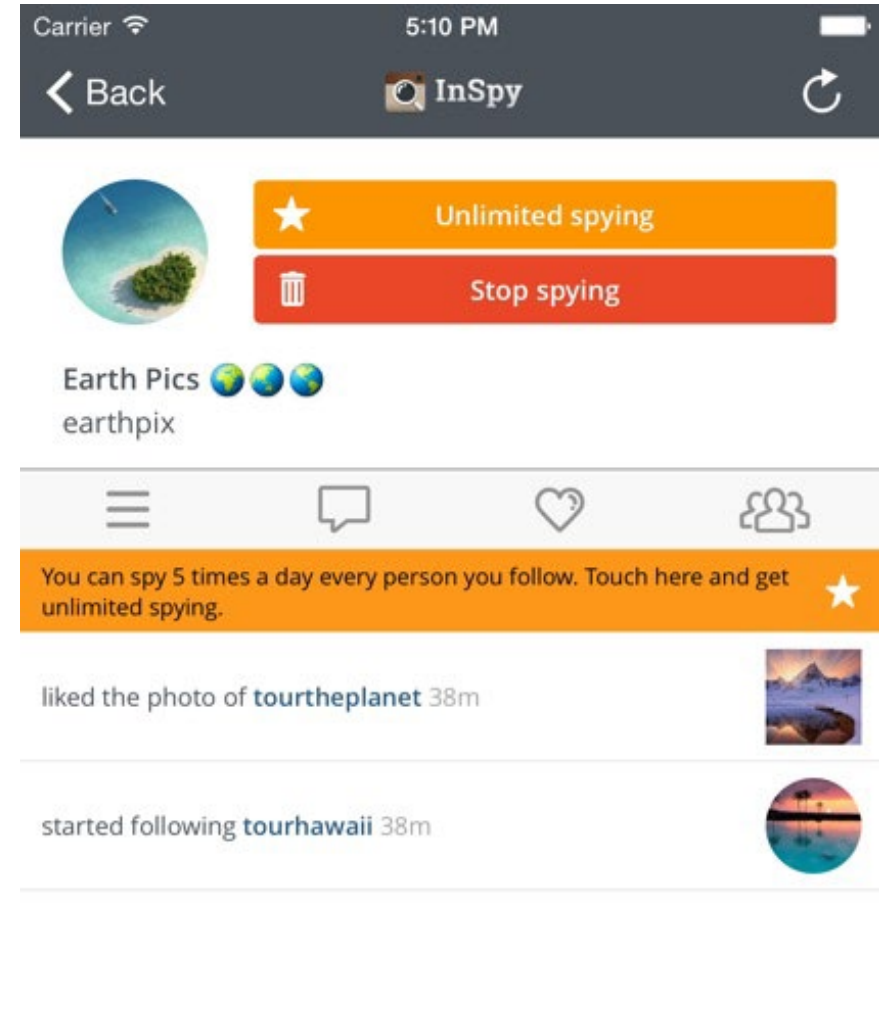 Carrier 5:10 PM
Back InSpy
Unlimited spying
Stop spying
Earth Pics 🌍🌏🌎
earthpix
You can spy 5 times a day every person you follow. Touch here and get
unlimited spying.
liked the photo of tourtheplanet 38m
started following tourhawaii 38m